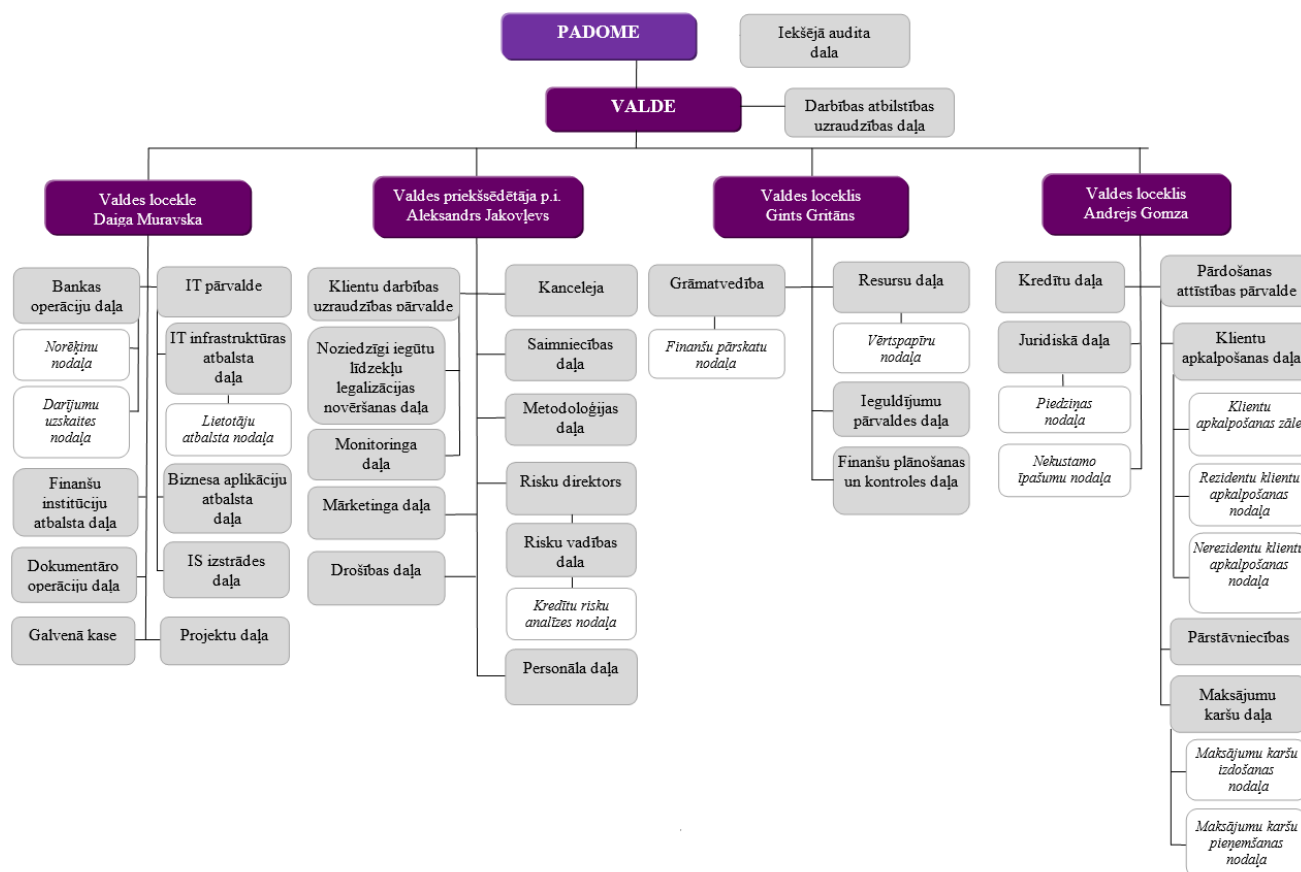 PADOME
Iekšējā audita
dala
VALDE
Darbības atbilstības
uzraudzības daļa
Valdes locekle
Daiga Muravska
Valdes priekšsēdētāja p.i.
Aleksandrs Jakovļevs
Valdes loceklis
Gints Gritāns
Valdes loceklis
Andrejs Gomza
Bankas
operāciju daļa
Norēķinu
nodaļa
Darījumu
uzskaites
nodaļa
Finanšu
institūciju
atbalsta daļa
Dokumentāro
operāciju daļa
Galvenā kase
IT pārvalde
IT infrastruktūras
atbalsta
daļa
Lietotāju
atbalsta nodaļa
Biznesa aplikāciju
atbalsta
daļa
IS izstrādes
daļa
Projektu daļa
Klientu darbības
uzraudzības pārvalde
Noziedzīgi iegūtu
līdzekļu
legalizācijas
novēršanas daļa
Monitoringa
daļa
Mārketinga daļa
Drošības daļa
Kanceleja
Saimniecības
daļa
Metodoloģijas
daļa
Risku direktors
Risku vadības
dala
Kredītu risku
analīzes nodaļa
Personāla daļa
Grāmatvedība
Finanšu pārskatu
nodaļa
Resursu daļa
Vērtspapīru
nodaļa
Ieguldījumu
pārvaldes daļa
Finanšu plānošanas
un kontroles daļa
Kredītu daļa
Juridiskā daļa
Piedziņas
nodaļa
Nekustamo
īpašumu nodaļa
Pārdošanas
attīstības pārvalde
Klientu
apkalpošanas daļa
Klientu
apkalpošanas zāle
Rezidentu klientu
apkalpošanas
nodaļa
Nerezidentu klientu
apkalpošanas
nodaļa
Pārstāvniecības
Maksājumu
karšu daļa
Maksājumu karšu
izdošanas
nodaļa
Maksājumu karšu
pieņemšanas
nodaļa